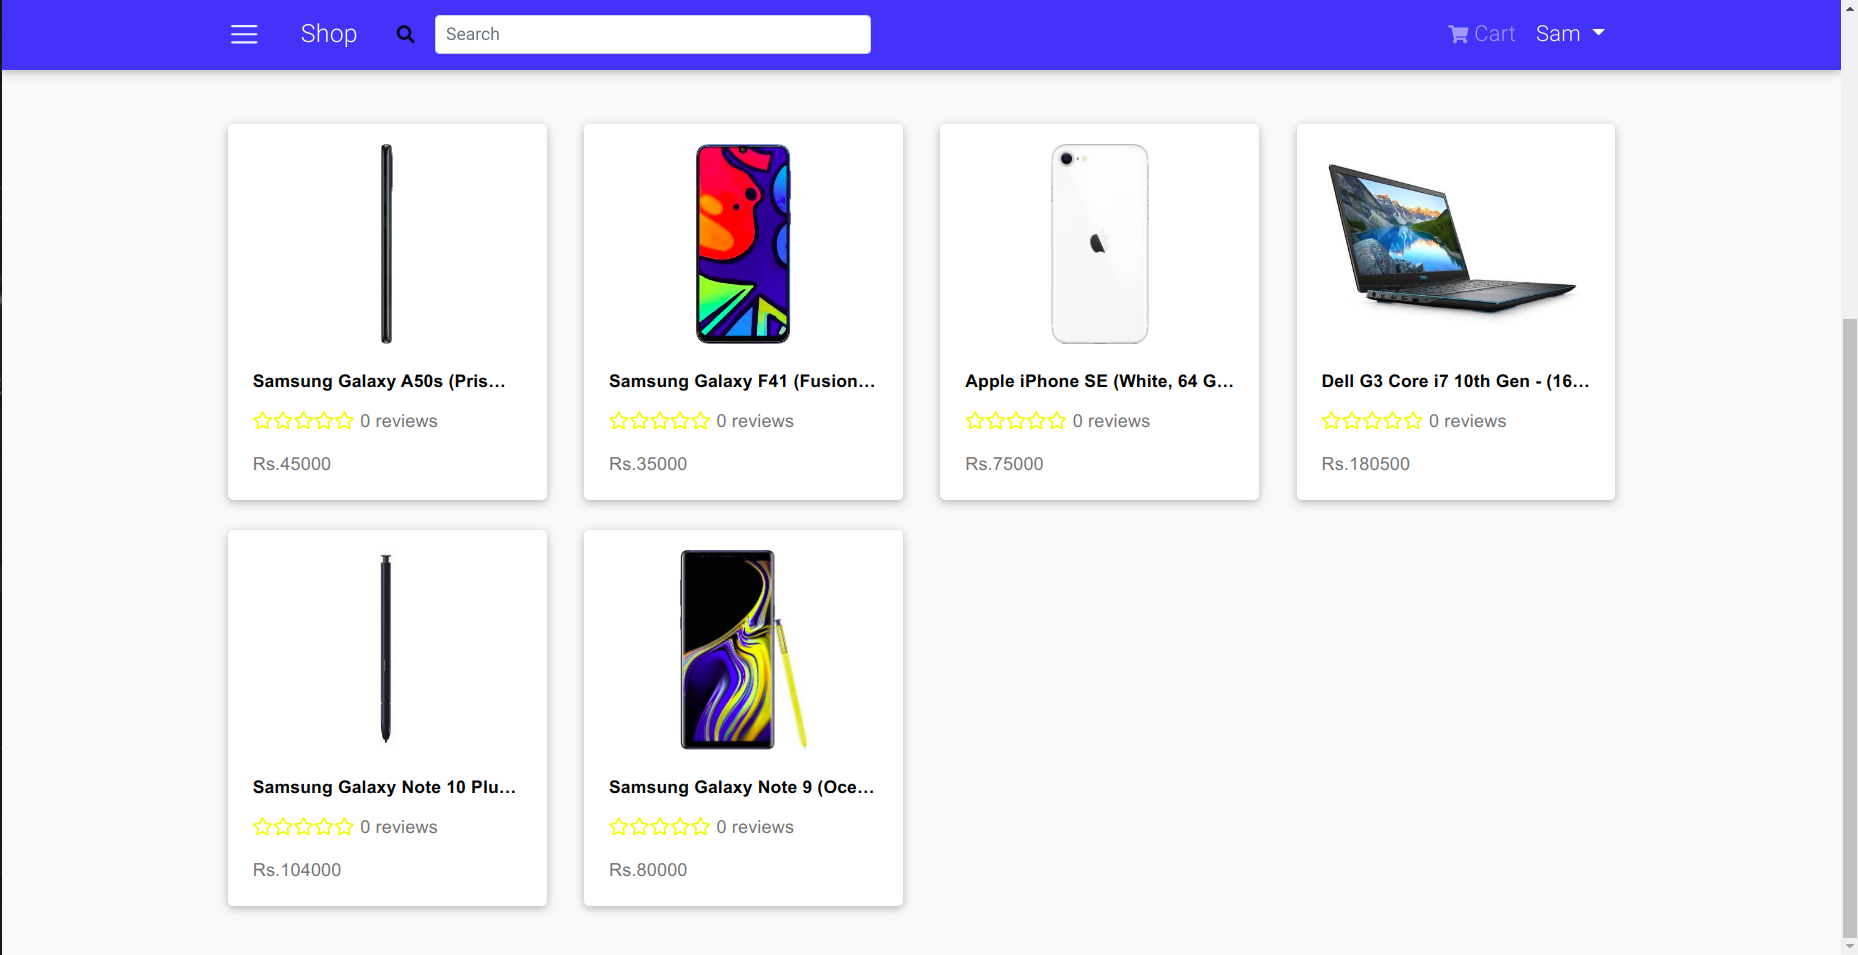 Shop
Search
Cart
Sam
Samsung Galaxy A50s (Pris...
0 reviews
Rs.45000
Samsung Galaxy F41 (Fusion...
0 reviews
Rs.35000
Apple iPhone SE (White, 64 G...
0 reviews
Rs.75000
Dell G3 Core i7 10th Gen - (16...
0 reviews
Rs.180500
Samsung Galaxy Note 10 Plu...
0 reviews
Rs.104000
Samsung Galaxy Note 9 (Oce...
0 reviews
Rs.80000